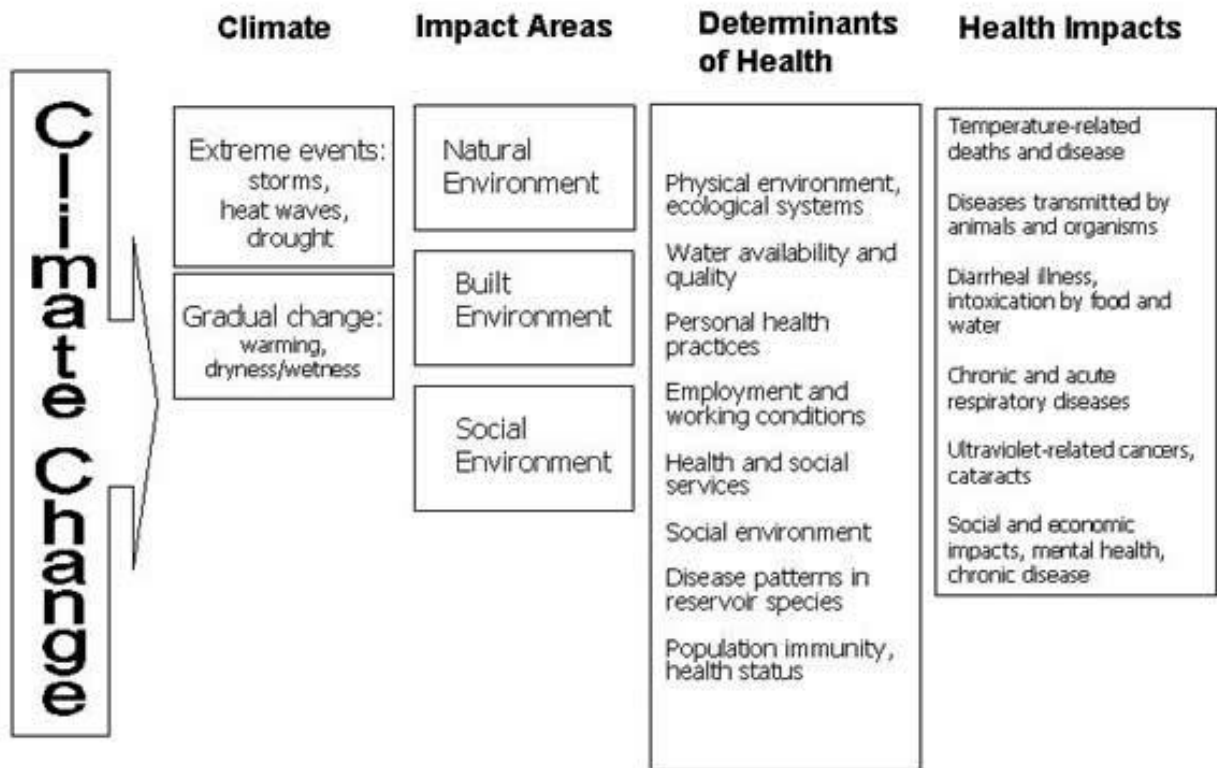 Climate
Impact Areas
Determinants
of Health
Health Impacts
Climate Change
Extreme events:
storms,
heat waves,
drought
Gradual change:
warming,
dryness/wetness
Natural
Environment
Built
Environment
Social
Environment
Physical environment,
ecological systems
Water availability and
quality
Personal health
practices
Employment and
working conditions
Health and social
services
Social environment
Disease patterns in
reservoir species
Population immunity,
health status
Temperature-related
deaths and disease
Diseases transmitted by
animals and organisms
Diarrheal illness,
intoxication by food and
water
Chronic and acute
respiratory diseases
Ultraviolet-related cancers,
cataracts
Social and economic
impacts, mental health,
chronic disease